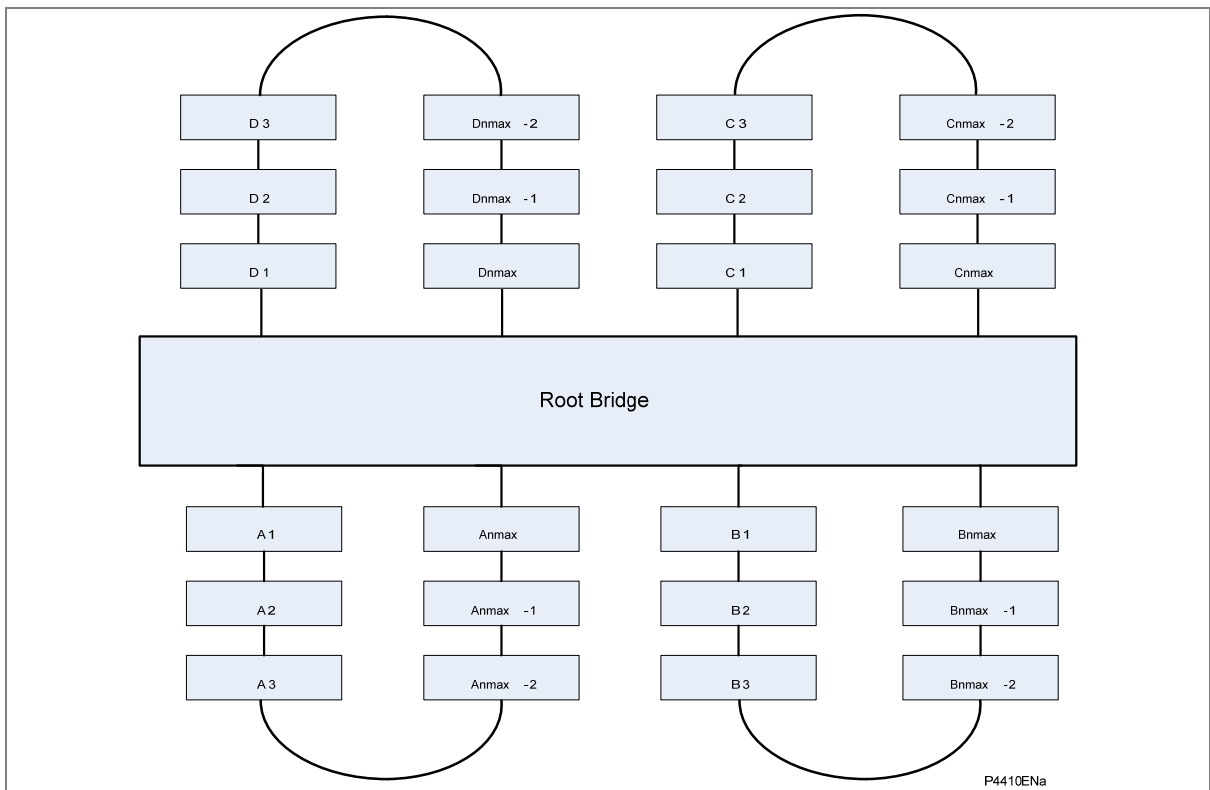 D 3
Dnmax -2
C 3
Cnmax -2
D 2
Dnmax -1
C 2
Cnmax -1
D 1
Dnmax
C 1
Cnmax
Root Bridge
A 1
Anmax
B 1
Bnmax
A 2
Anmax -1
B 2
Bnmax -1
A 3
Anmax -2
B 3
Bnmax -2
P4410ENa